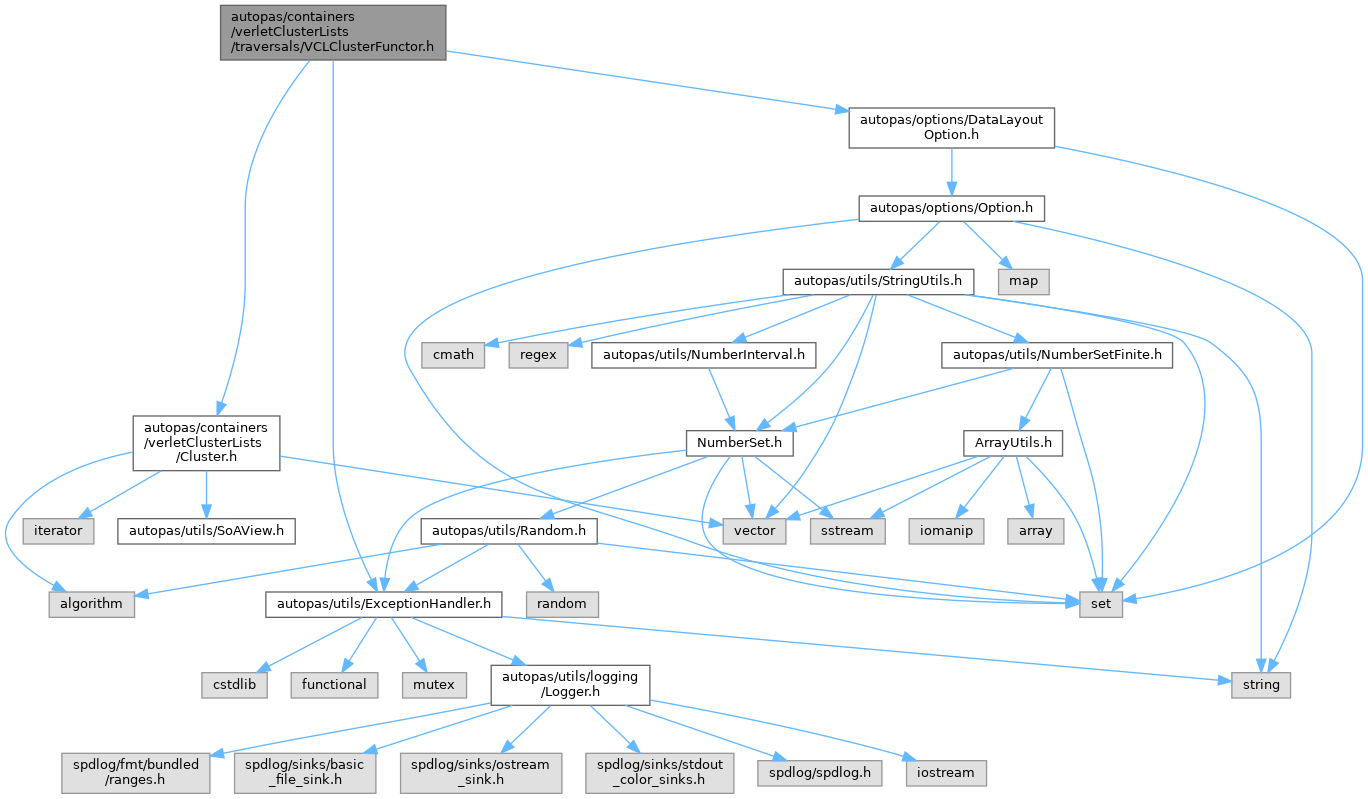 autopas/containers
/verletClusterLists
/traversals/VCLClusterFunctor.h
autopas/options/DataLayout
Option.h
autopas/options/Option.h
autopas/utils/StringUtils.h
map
cmath
regex
autopas/utils/NumberInterval.h
autopas/utils/NumberSetFinite.h
autopas/containers
/verletClusterLists
/Cluster.h
NumberSet.h
ArrayUtils.h
iterator
autopas/utils/SoAView.h
autopas/utils/Random.h
vector
sstream
iomanip
array
algorithm
autopas/utils/ExceptionHandler.h
random
set
cstdlib
functional
mutex
autopas/utils/logging
/Logger.h
string
spdlog/fmt/bundled
/ranges.h
spdlog/sinks/basic
_file_sink.h
spdlog/sinks/ostream
_sink.h
spdlog/sinks/stdout
_color_sinks.h
spdlog/spdlog.h
iostream